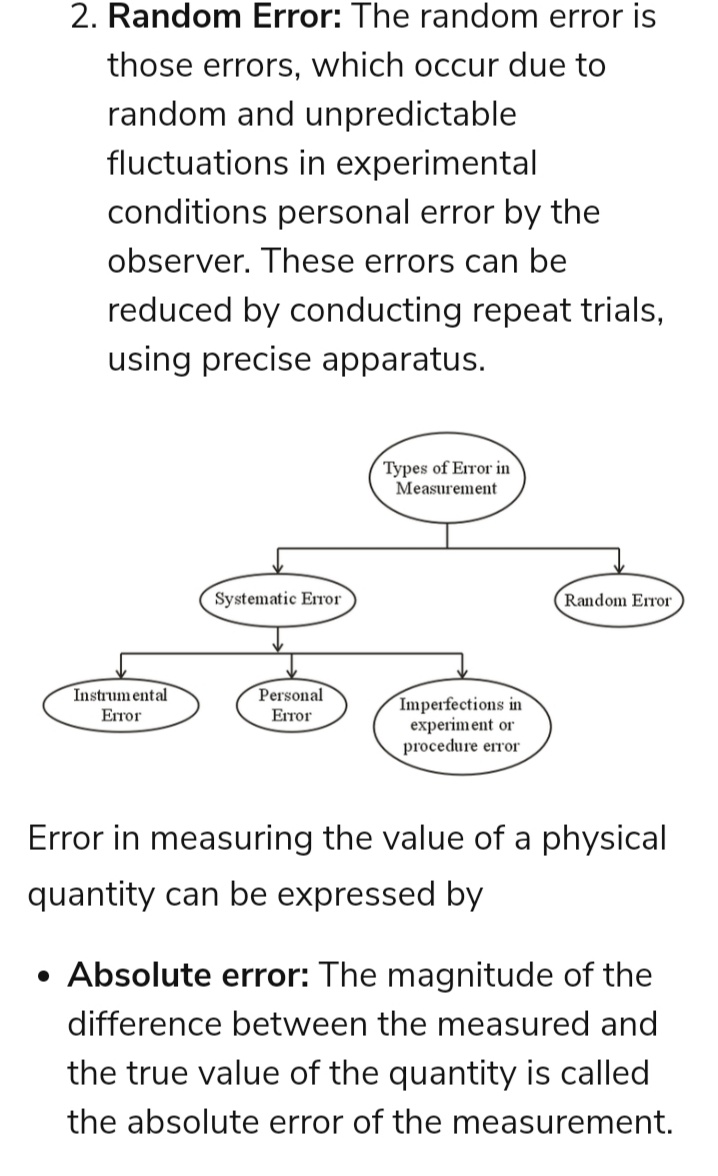 2. Random Error: The random error is
those errors, which occur due to
random and unpredictable
fluctuations in experimental
conditions personal error by the
observer. These errors can be
reduced by conducting repeat trials,
using precise apparatus.
Types of Error in
Measurement
Systematic Error
Random Error
Instrumental
Error
Personal
Error
Imperfections in
experiment or
procedure error
Error in measuring the value of a physical
quantity can be expressed by
• Absolute error: The magnitude of the
difference between the measured and
the true value of the quantity is called
the absolute error of the measurement.